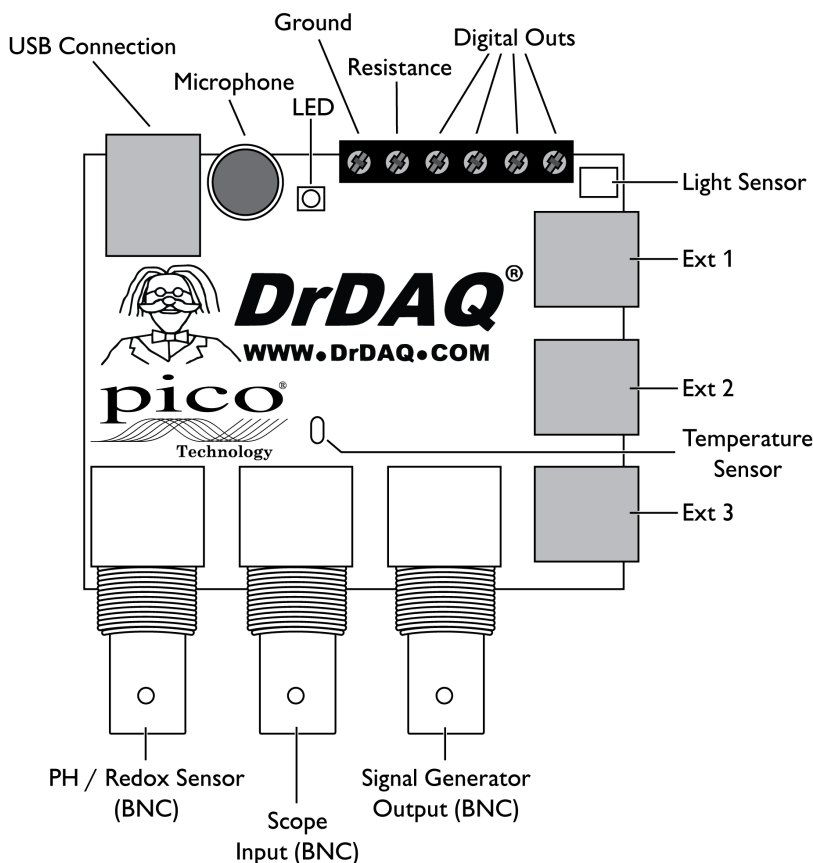 Ground
USB Connection
Digital Outs
Resistance
Microphone
LED
Light Sensor
Ext 1
DrDAQ®
WWW•DrDAQ•COM
Ext 2
pico®
Technology
Temperature
Sensor
Ext 3
PH / Redox Sensor
(BNC)
Scope
Input (BNC)
Signal Generator
Output (BNC)